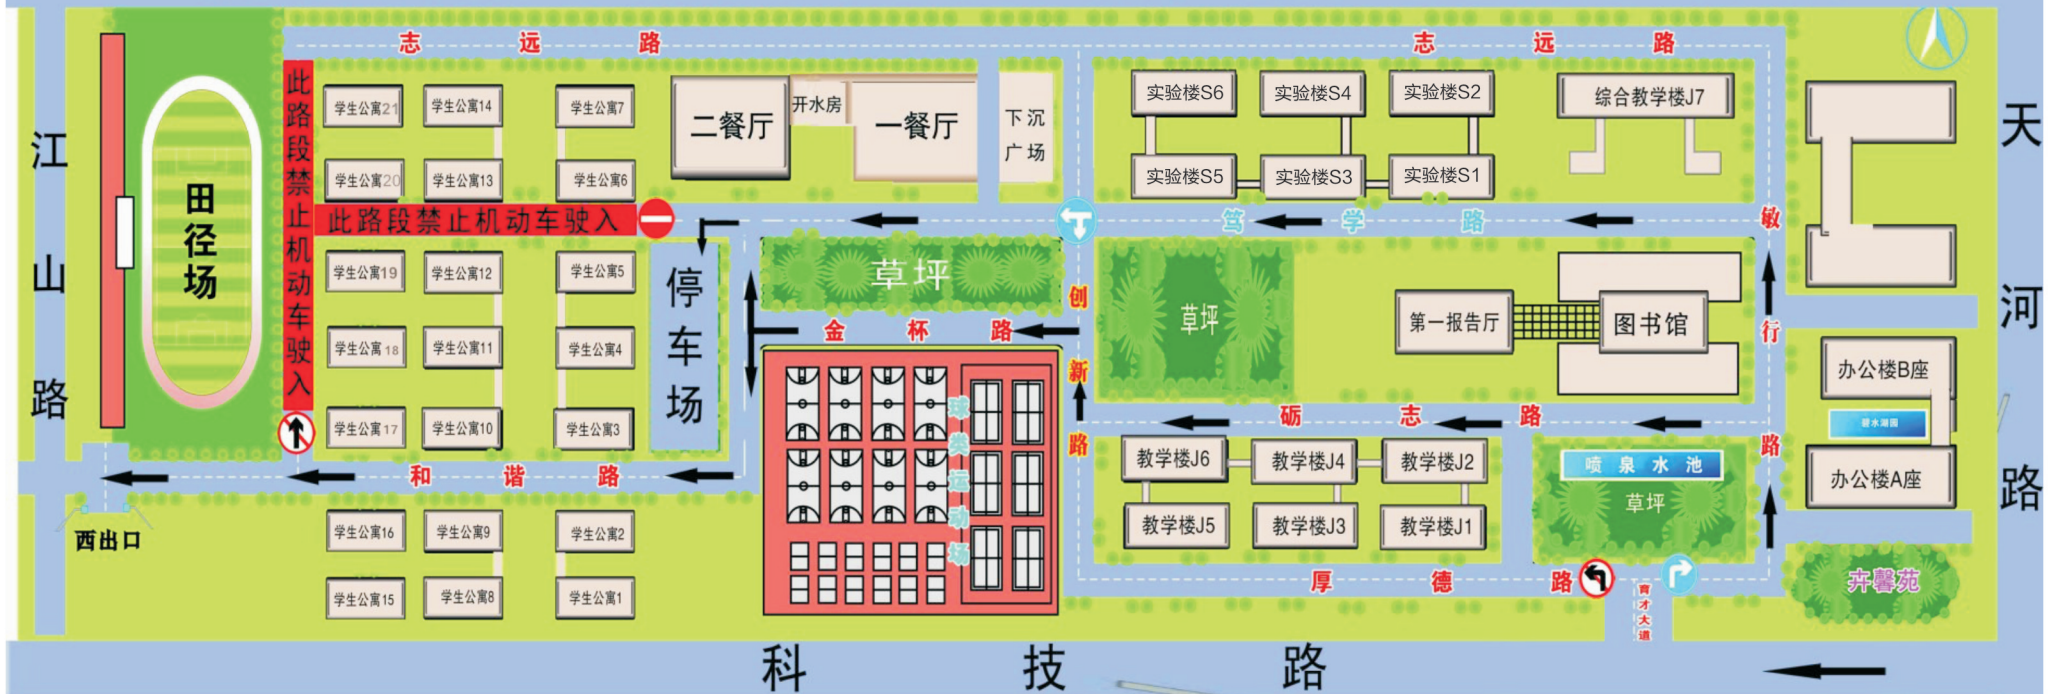 志远路
志远路
此路段禁止机动车驶入
学生公寓21
学生公寓14
学生公寓7
二餐厅
开水房
一餐厅
下沉
广场
实验楼S6
实验楼S4
实验楼S2
综合教学楼J7
江山路
天河路
田径场
学生公寓20
学生公寓13
学生公寓6
实验楼S5
实验楼S3
实验楼S1
此路段禁止机动车驶入
笃学路
敏行路
学生公寓19
学生公寓12
学生公寓5
停车场
草坪
草坪
创新路
第一报告厅
图书馆
金杯路
学生公寓18
学生公寓11
学生公寓4
办公楼B座
碧水湖园
学生公寓17
学生公寓10
学生公寓3
球类运动场
砺志路
教学楼J6
教学楼J4
教学楼J2
喷泉水池
草坪
办公楼A座
和谐路
西出口
学生公寓16
学生公寓9
学生公寓2
教学楼J5
教学楼J3
教学楼J1
学生公寓15
学生公寓8
学生公寓1
厚德路
育才大道
卉馨苑
科技路